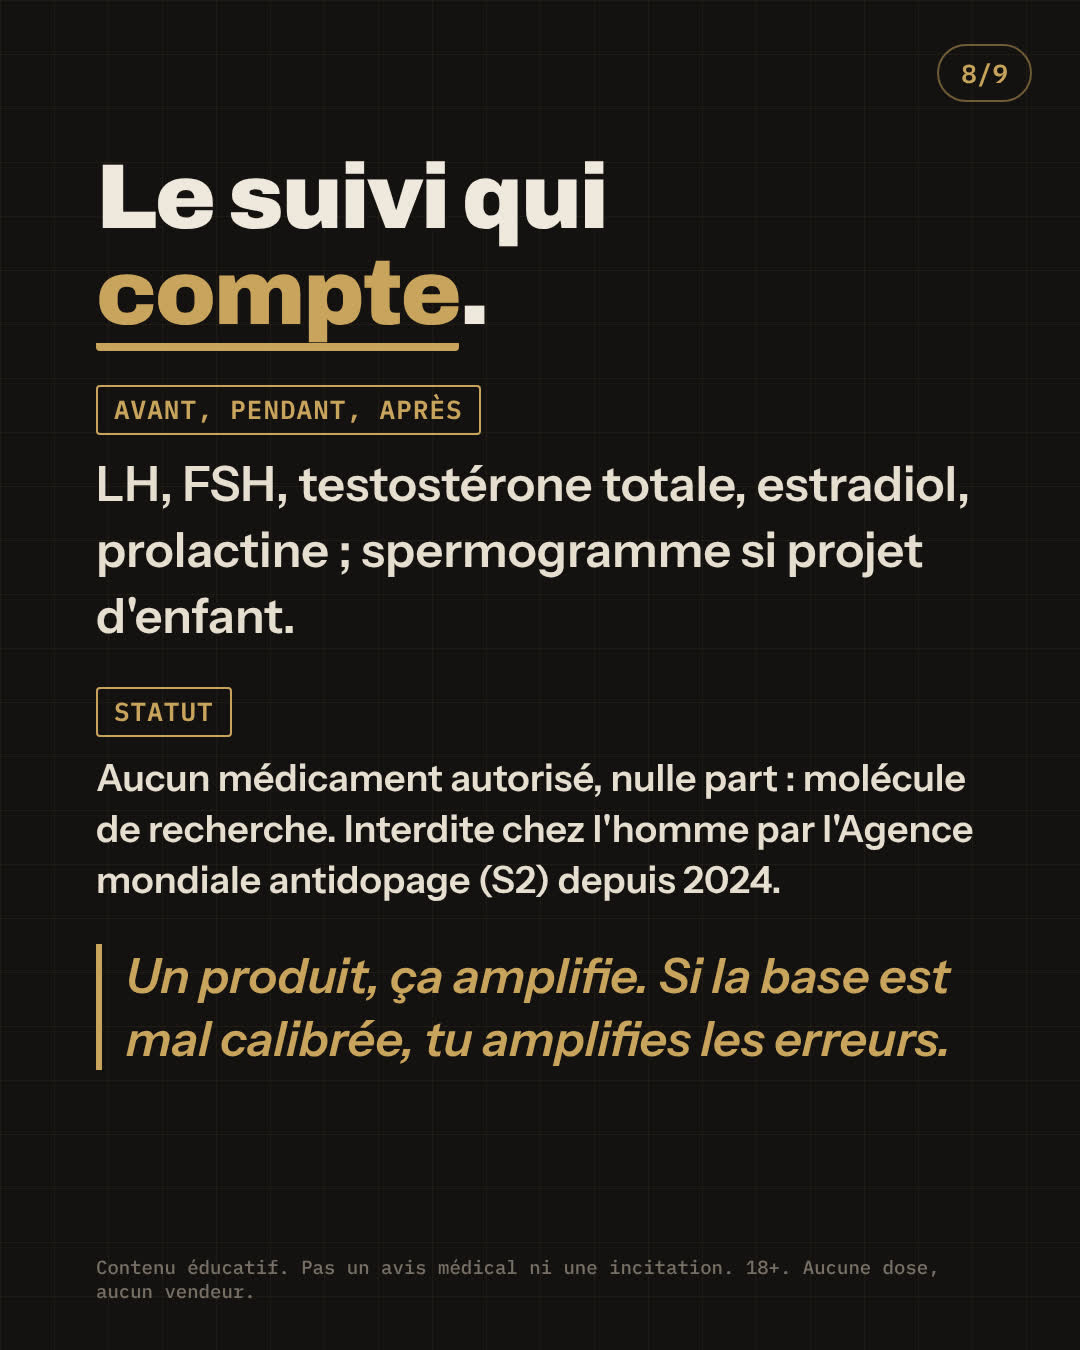 8/9
Le suivi qui
compte.
AVANT, PENDANT, APRÈS
LH, FSH, testostérone totale, estradiol,
prolactine ; spermogramme si projet
d'enfant.
STATUT
Aucun médicament autorisé, nulle part : molécule
de recherche. Interdite chez l'homme par l'Agence
mondiale antidopage (S2) depuis 2024.
Un produit, ça amplifie. Si la base est
mal calibrée, tu amplifies les erreurs.
Contenu éducatif. Pas un avis médical ni une incitation. 18+. Aucune dose,
aucun vendeur.